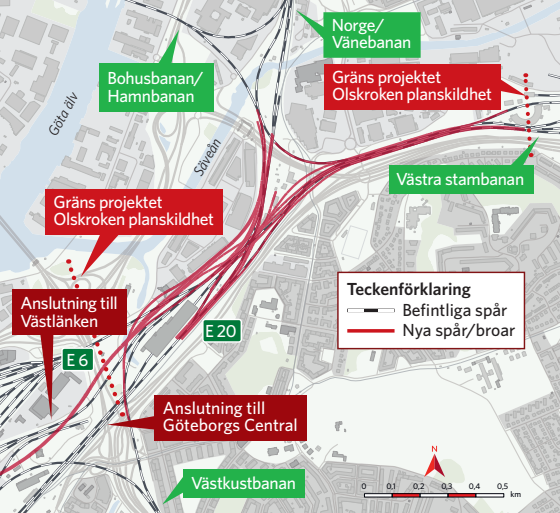 Norge/
Vänebanan
Bohusbanan/
Hamnbanan
Göta älv
Säveån
Gräns projektet
Olskroken planskildhet
Västra stambanan
Gräns projektet
Olskroken planskildhet
Anslutning till
Västlänken
E 20
E 6
Teckenförklaring
Befintliga spår
Nya spår/broar
Anslutning till
Göteborgs Central
Västkustbanan
N
0 0,1 0,2 0,3 0,4 0,5
km